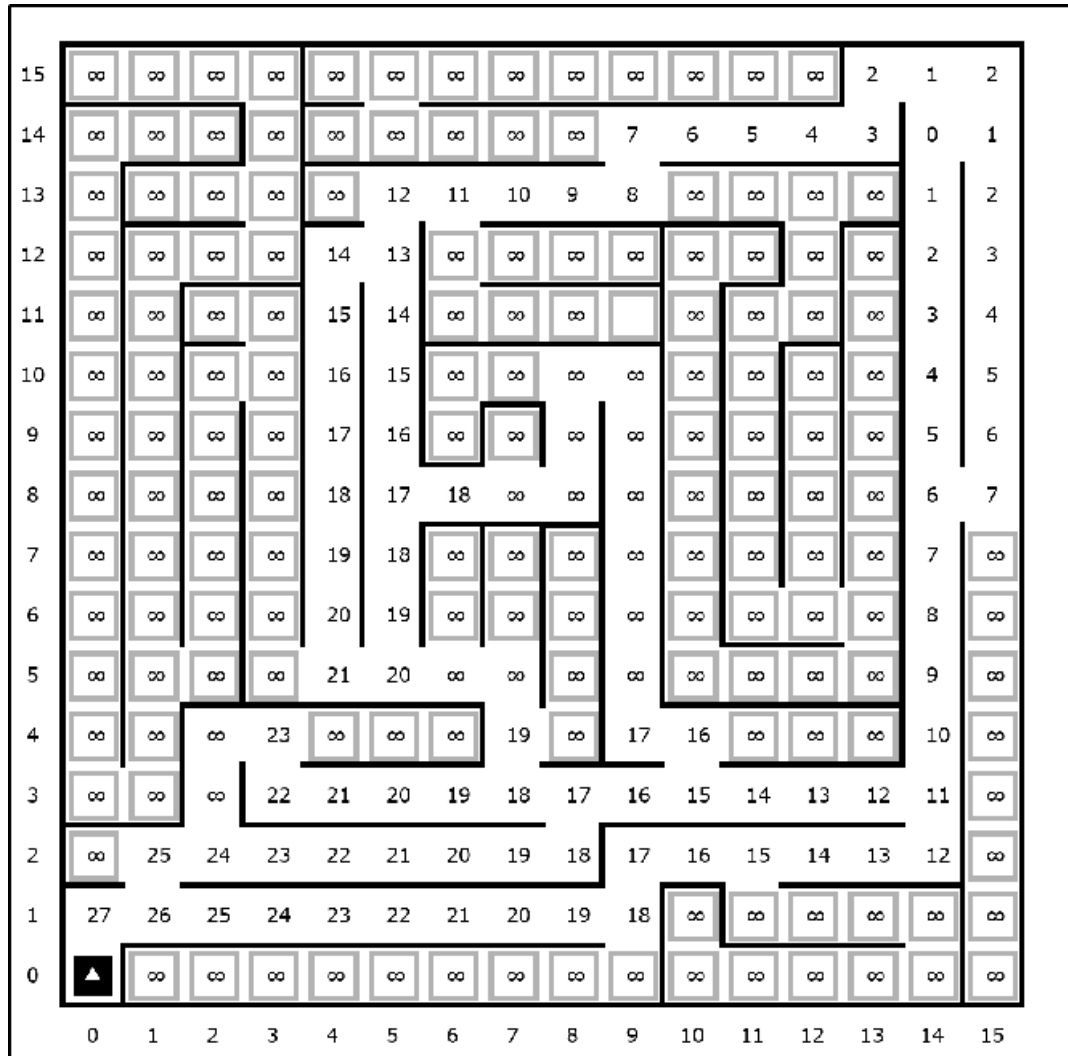 15 ∞ ∞ ∞ ∞ ∞ ∞ ∞ ∞ ∞ ∞ ∞ ∞ ∞ 2 1 2
14 ∞ ∞ ∞ ∞ ∞ ∞ ∞ ∞ ∞ 7 6 5 4 3 0 1
13 ∞ ∞ ∞ ∞ ∞ 12 11 10 9 8 ∞ ∞ ∞ ∞ 1 2
12 ∞ ∞ ∞ ∞ 14 13 ∞ ∞ ∞ ∞ ∞ ∞ ∞ ∞ 2 3
11 ∞ ∞ ∞ ∞ 15 14 ∞ ∞ ∞ ∞ ∞ ∞ ∞ 3 4
10 ∞ ∞ ∞ ∞ 16 15 ∞ ∞ ∞ ∞ ∞ ∞ ∞ ∞ 4 5
9 ∞ ∞ ∞ ∞ 17 16 ∞ ∞ ∞ ∞ ∞ ∞ ∞ ∞ 5 6
8 ∞ ∞ ∞ ∞ 18 17 18 ∞ ∞ ∞ ∞ ∞ ∞ ∞ 6 7
7 ∞ ∞ ∞ ∞ 19 18 ∞ ∞ ∞ ∞ ∞ ∞ ∞ ∞ 7 ∞
6 ∞ ∞ ∞ ∞ 20 19 ∞ ∞ ∞ ∞ ∞ ∞ ∞ ∞ 8 ∞
5 ∞ ∞ ∞ ∞ 21 20 ∞ ∞ ∞ ∞ ∞ ∞ ∞ ∞ 9 ∞
4 ∞ ∞ ∞ 23 ∞ ∞ ∞ 19 ∞ 17 16 ∞ ∞ ∞ 10 ∞
3 ∞ ∞ ∞ 22 21 20 19 18 17 16 15 14 13 12 11 ∞
2 ∞ 25 24 23 22 21 20 19 18 17 16 15 14 13 12 ∞
1 27 26 25 24 23 22 21 20 19 18 ∞ ∞ ∞ ∞ ∞ ∞
0 ∞ ∞ ∞ ∞ ∞ ∞ ∞ ∞ ∞ ∞ ∞ ∞ ∞ ∞ ∞
0 1 2 3 4 5 6 7 8 9 10 11 12 13 14 15